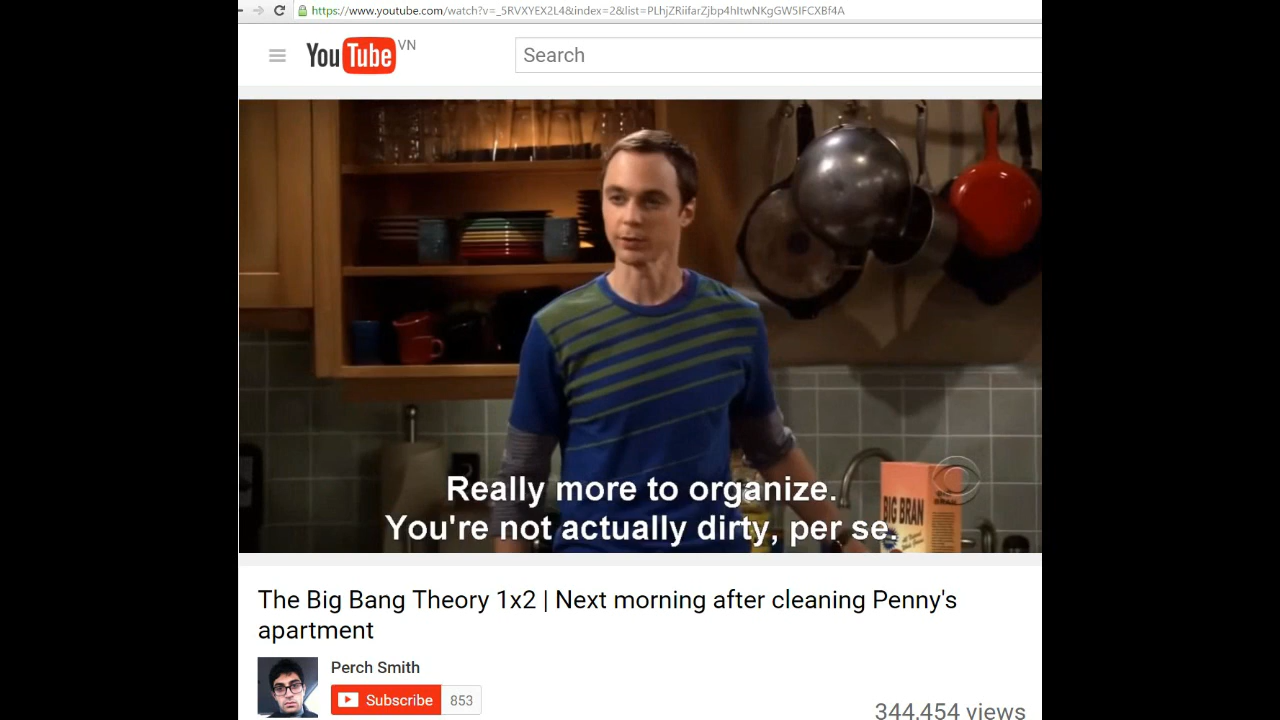 https://www.youtube.com/watch?v=_5RVXYEX2L4&index=2&list=PLhjZRiifarZjbp4hItwNKgGW5IFCXBf4A
YouTube VN
Search
BIG BRAN
Really more to organize.
You're not actually dirty, per se.
The Big Bang Theory 1x2 | Next morning after cleaning Penny's
apartment
Perch Smith
Subscribe 853
344,454 views